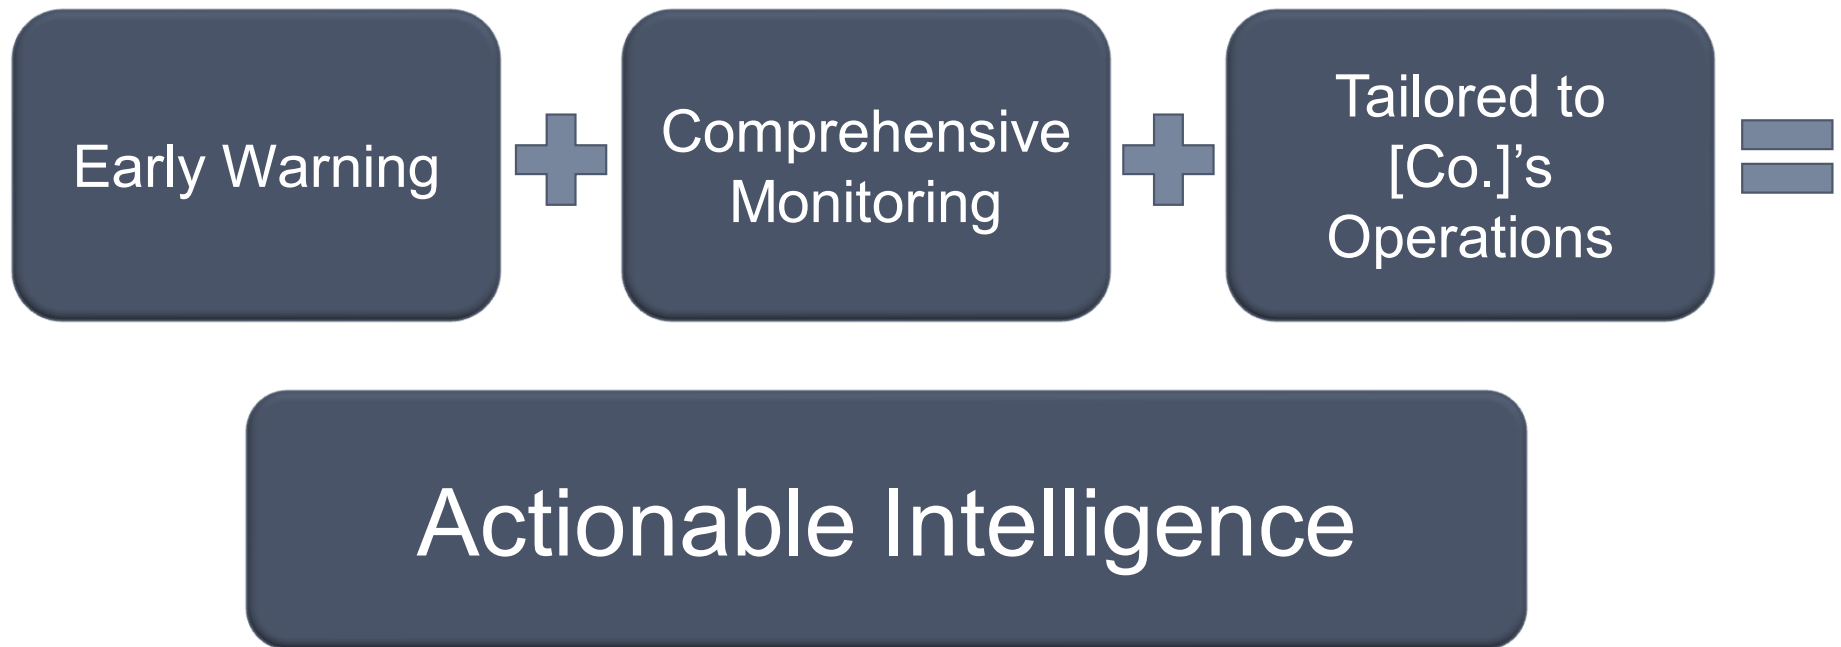 Early Warning
Comprehensive
Monitoring
Tailored to
[Co.]’s
Operations
Actionable Intelligence